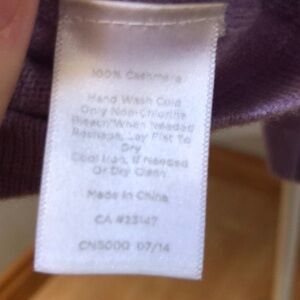 100% Cashmere
Hand Wash Cold
Only Non-Chlorine
Bleach When Needed
Reshape, Lay Flat To
Dry
Cool Iron, If Needed
Or Dry Clean
Made In China
CA #23147
CN5000 07/14